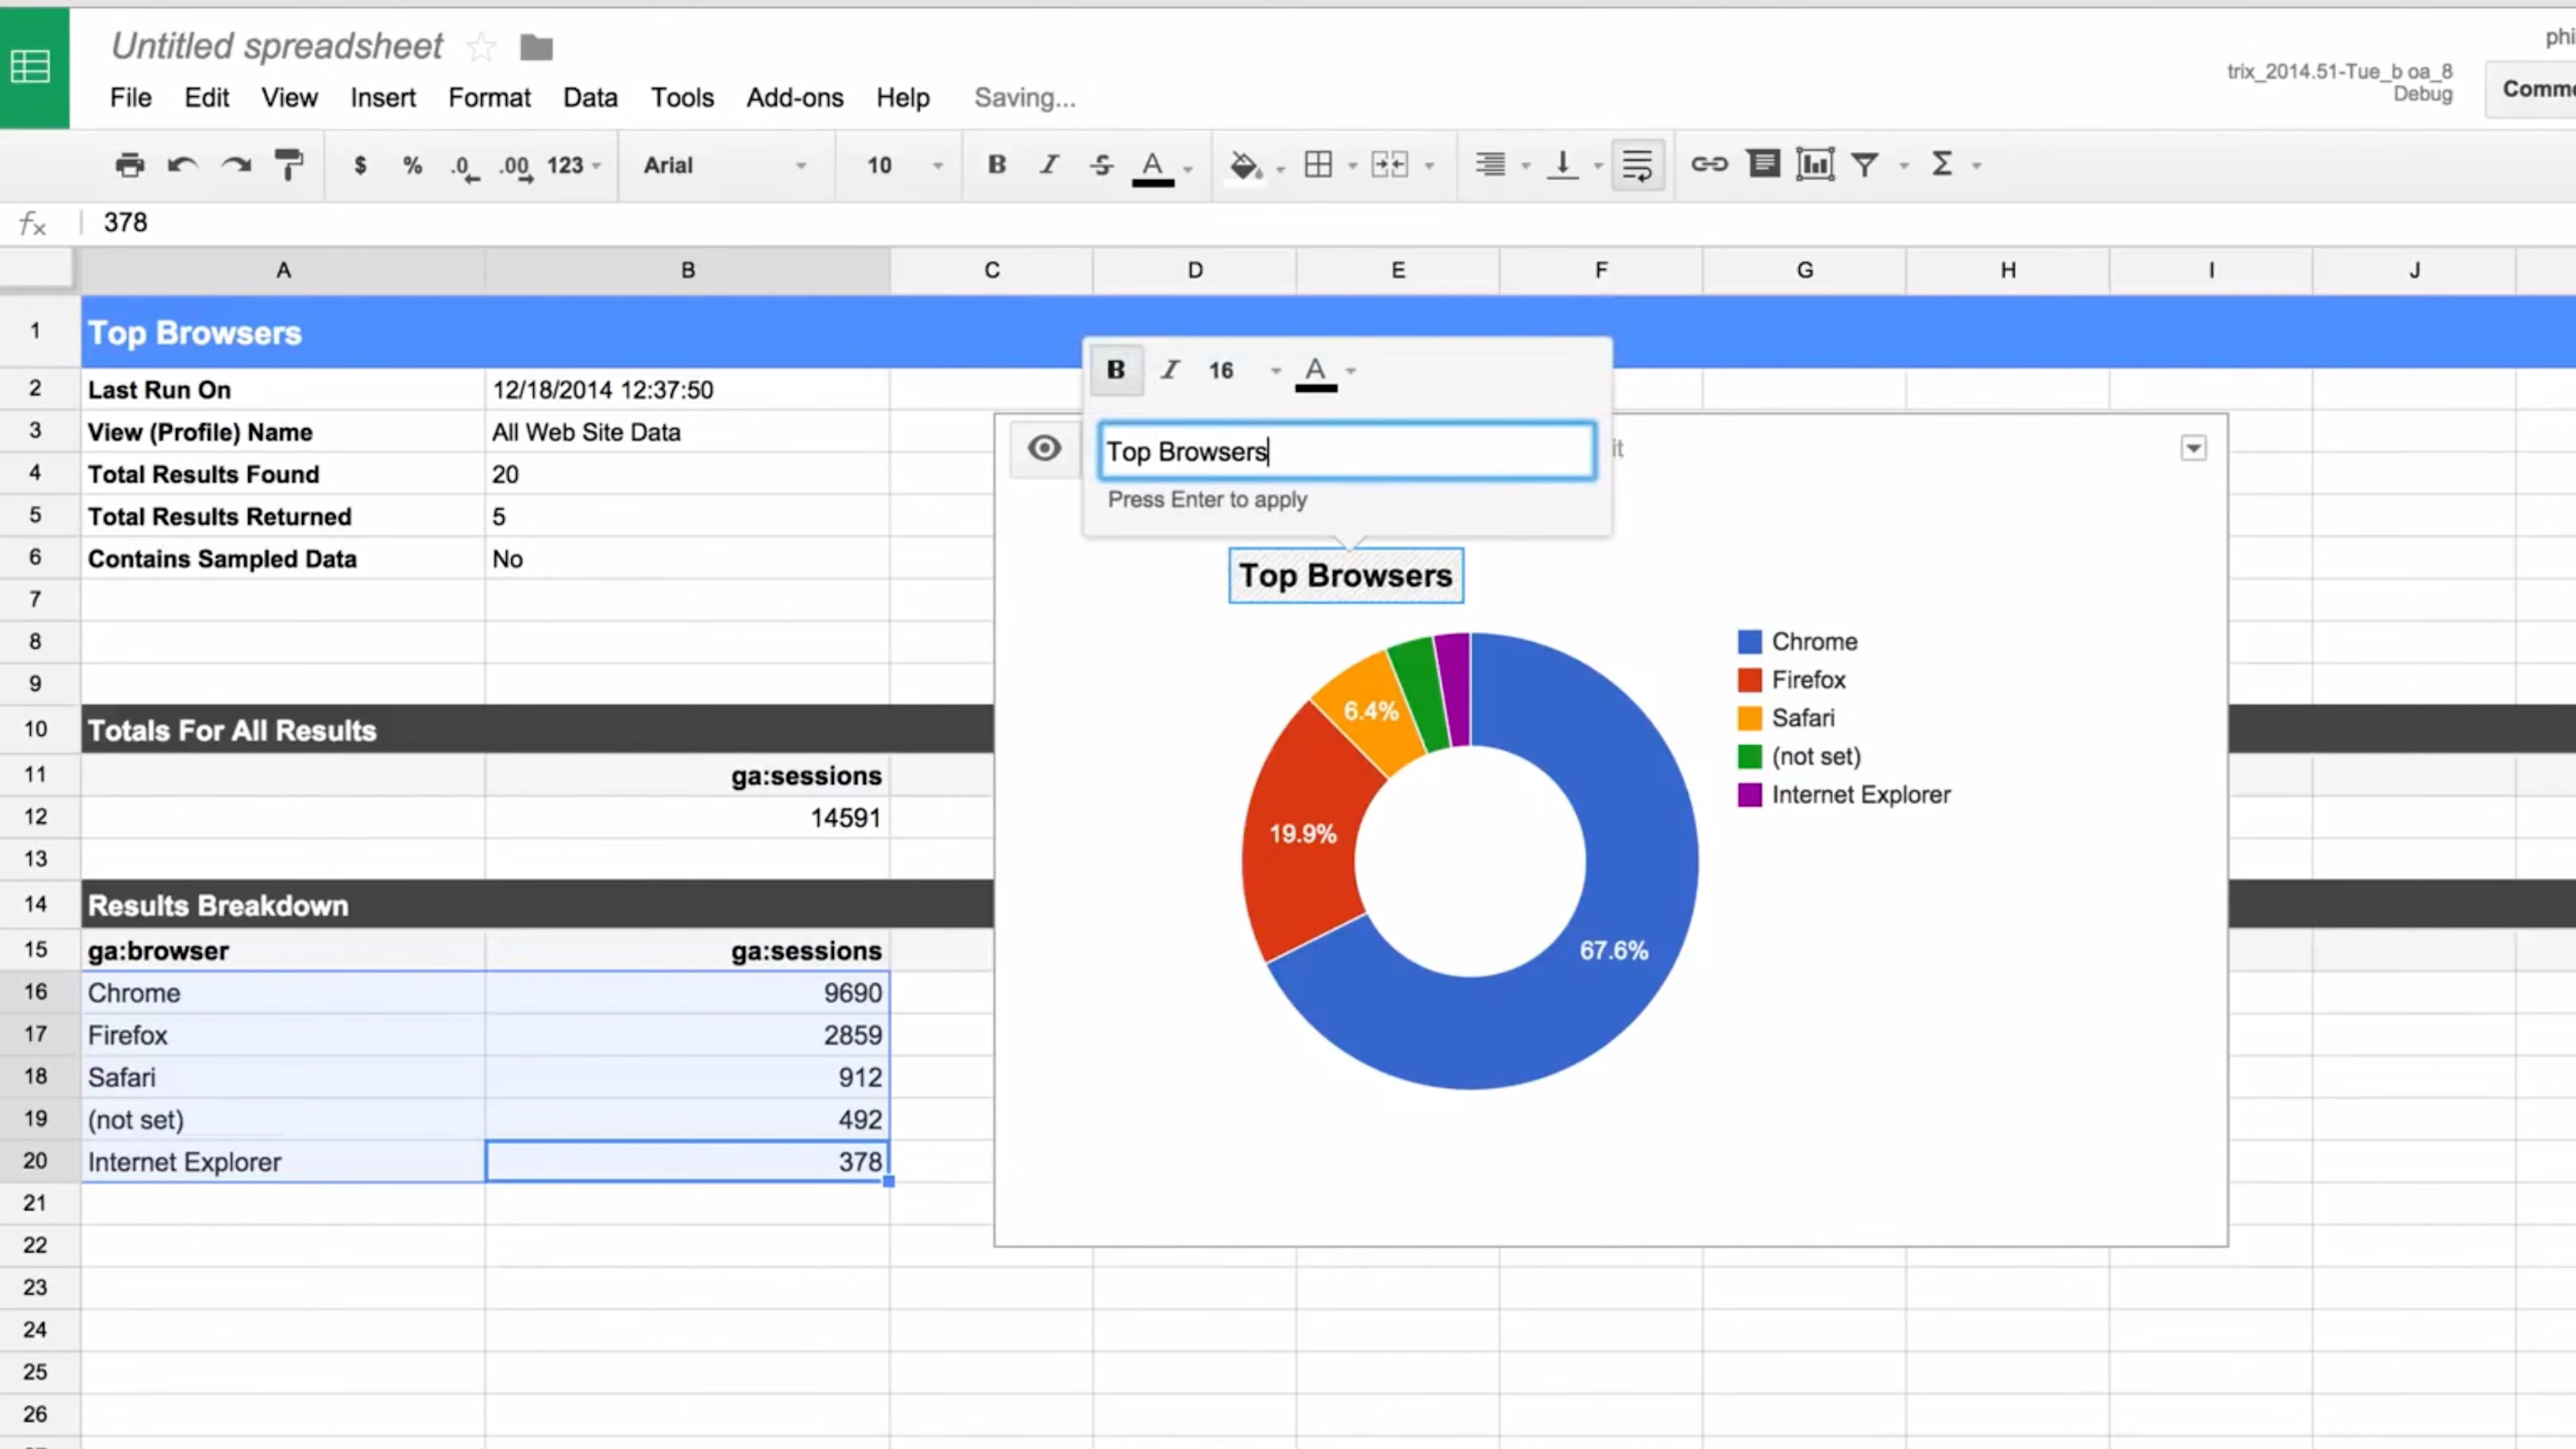 Untitled spreadsheet
phi
File Edit View Insert Format Data Tools Add-ons Help Saving...
trix_2014.51-Tue_b oa_8
Debug
Comme
$ % .0 .00 123 Arial 10 B I S A Σ
fx 378
A B C D E F G H I J
1 Top Browsers
2 Last Run On 12/18/2014 12:37:50
3 View (Profile) Name All Web Site Data
4 Total Results Found 20
5 Total Results Returned 5
6 Contains Sampled Data No
7
8
9
10 Totals For All Results
11 ga:sessions
12 14591
13
14 Results Breakdown
15 ga:browser ga:sessions
16 Chrome 9690
17 Firefox 2859
18 Safari 912
19 (not set) 492
20 Internet Explorer 378
21
22
23
24
25
26
B I 16 A
Top Browsers
it
Press Enter to apply
Top Browsers
6.4%
19.9%
67.6%
Chrome
Firefox
Safari
(not set)
Internet Explorer